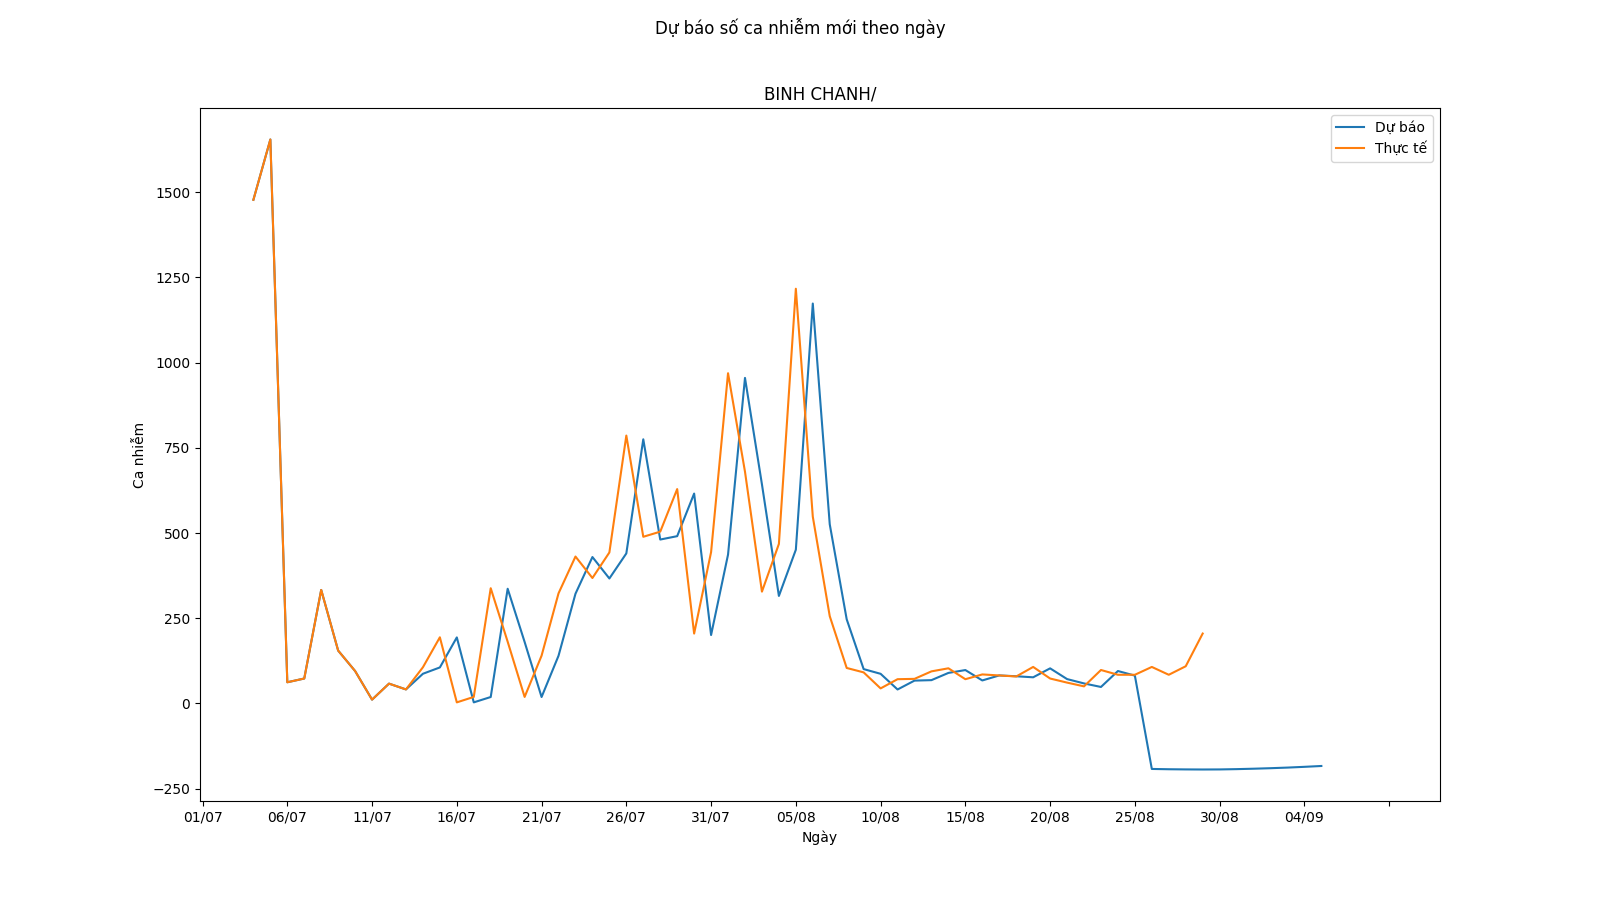 Dự báo số ca nhiễm mới theo ngày
BINH CHANH/
Dự báo
Thực tế
1500
1250
1000
750
500
250
0
−250
Ca nhiễm
01/07 06/07 11/07 16/07 21/07 26/07 31/07 05/08 10/08 15/08 20/08 25/08 30/08 04/09
Ngày